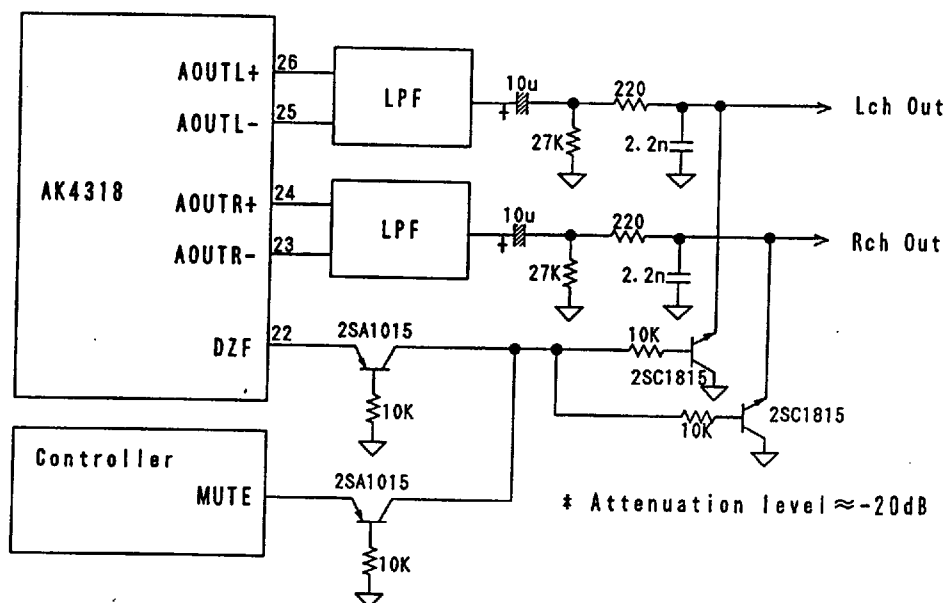 AK4318
AOUTL+
26
AOUTL-
25
AOUTR+
24
AOUTR-
23
DZF
22
LPF
LPF
10u
27K
220
2.2n
Lch Out
10u
27K
220
2.2n
Rch Out
2SA1015
10K
10K
2SC1815
10K
2SC1815
Controller
MUTE
2SA1015
10K
* Attenuation level≈-20dB